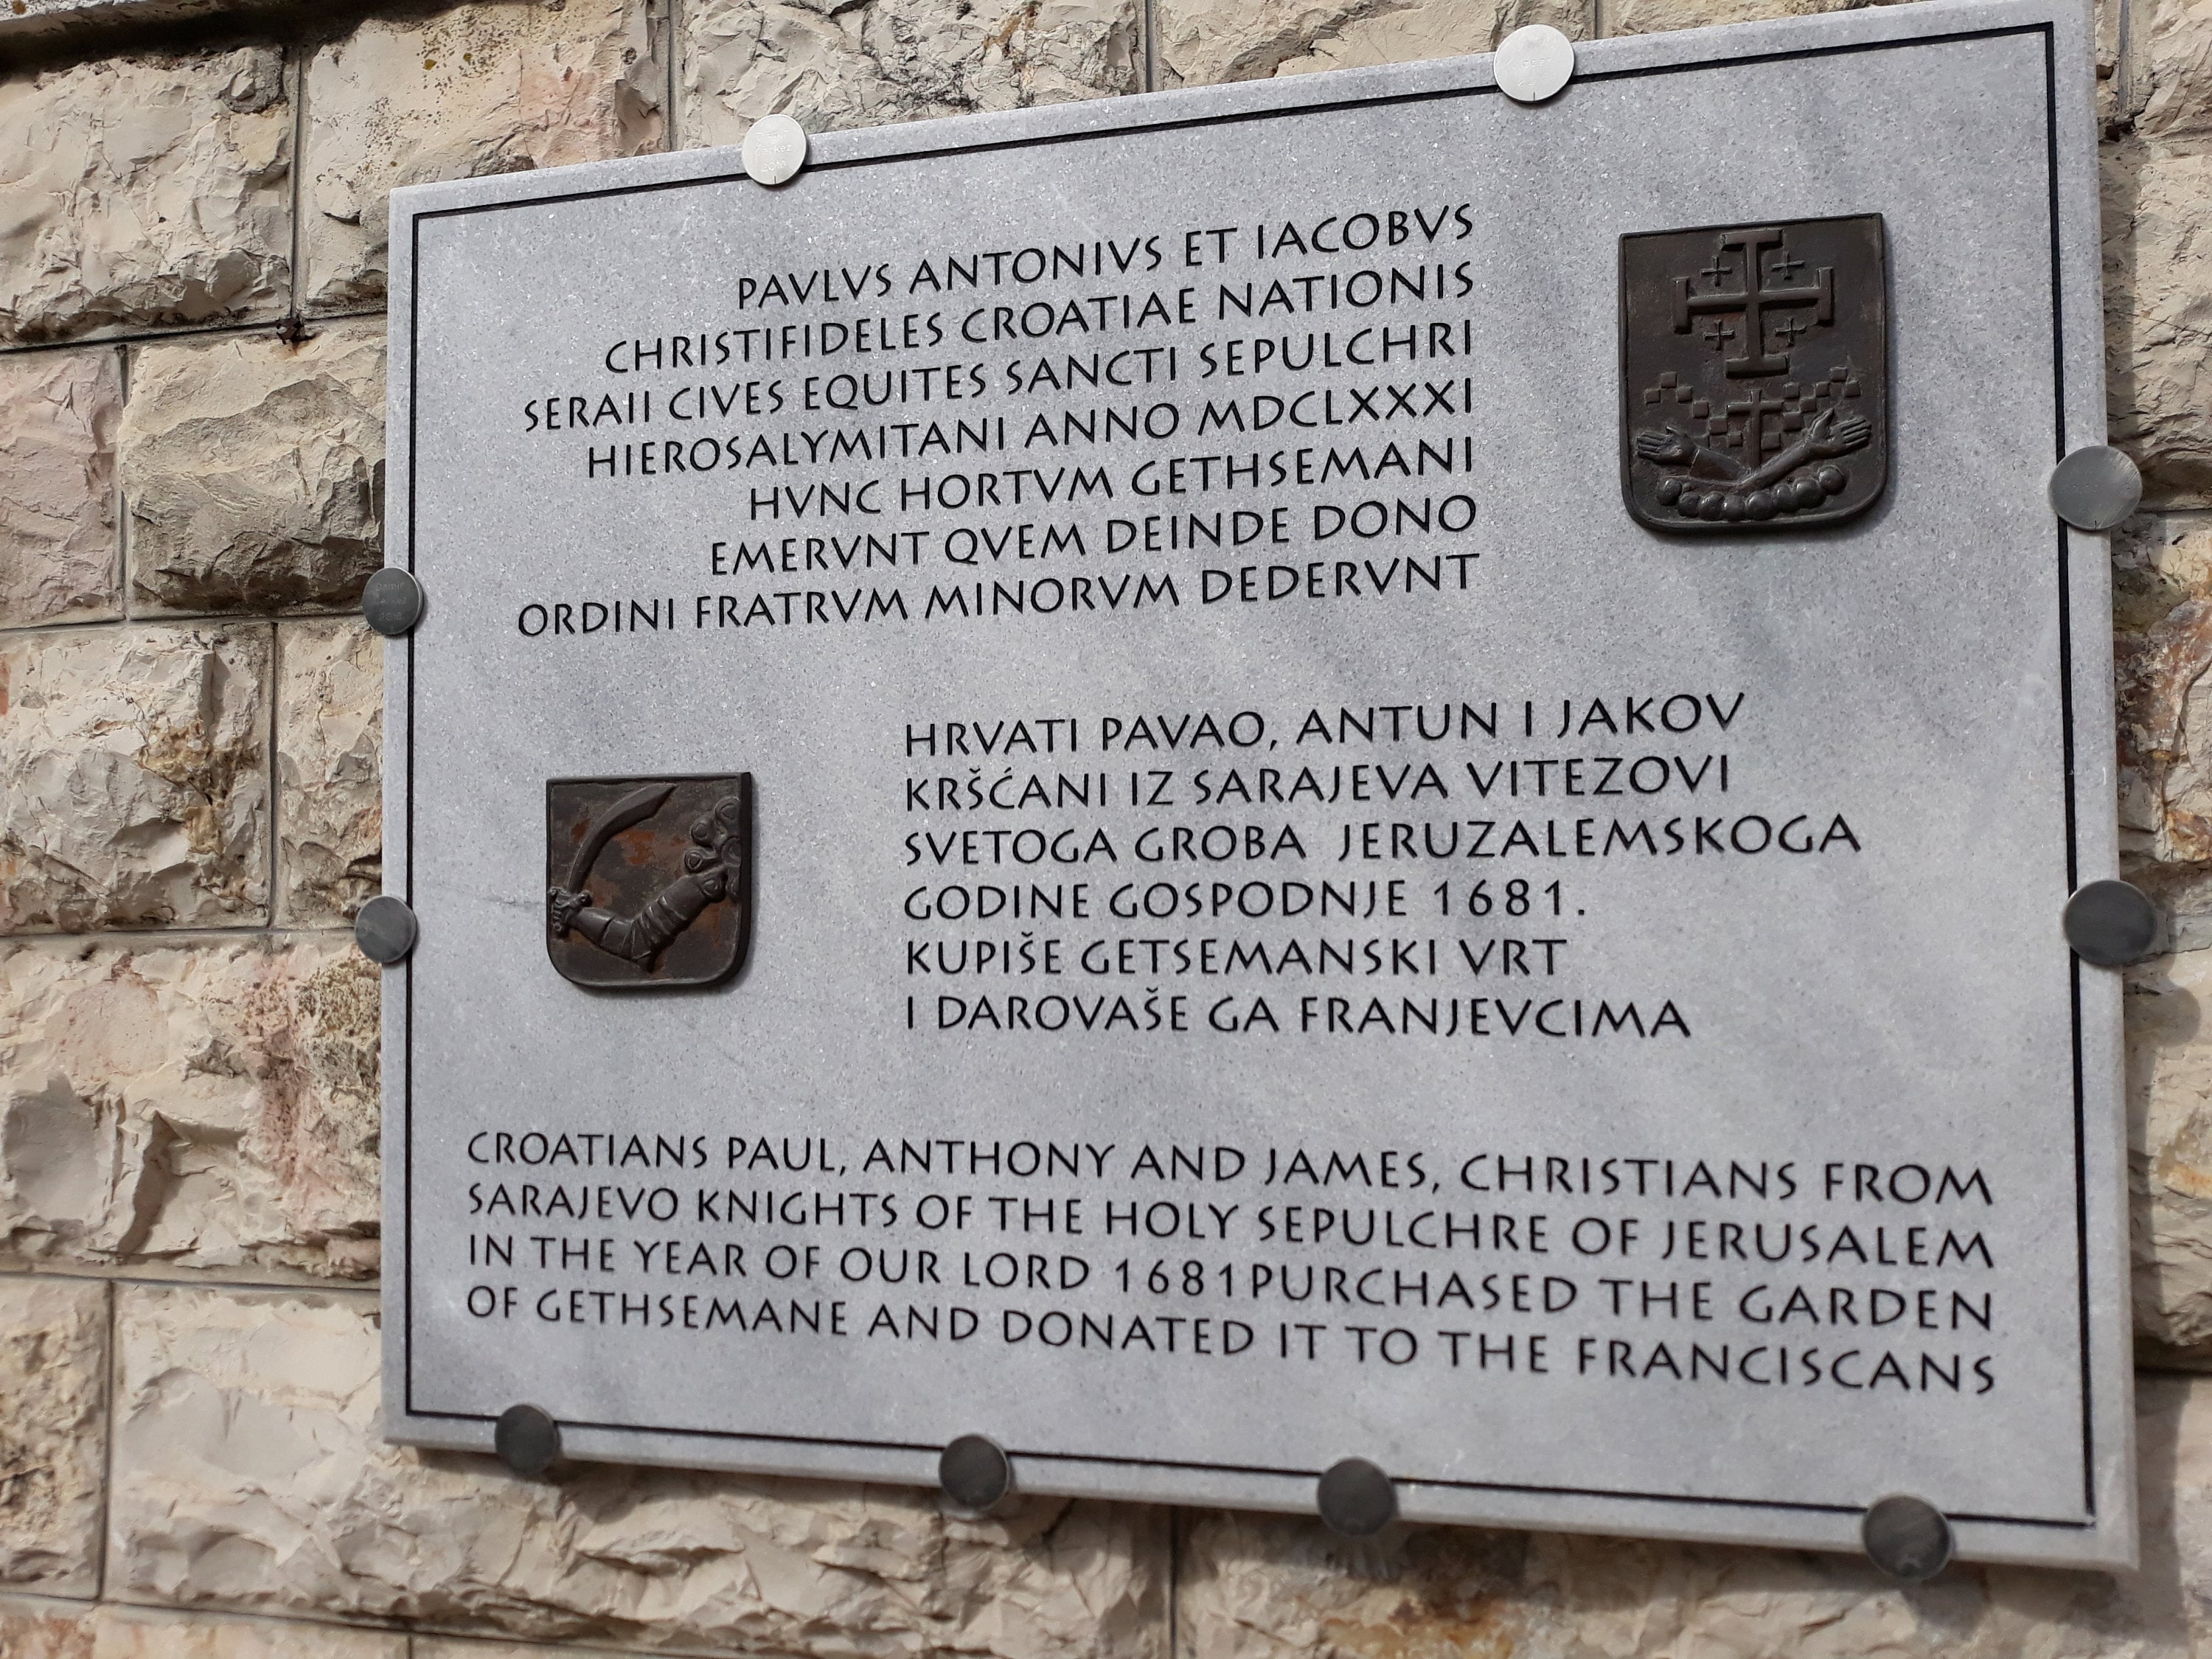 PAVLVS ANTONIVS ET IACOBVS
CHRISTIFIDELES CROATIAE NATIONIS
SERAII CIVES EQUITES SANCTI SEPULCHRI
HIEROSALYMITANI ANNO MDCLXXXI
HVNC HORTVM GETHSEMANI
EMERVNT QVEM DEINDE DONO
ORDINI FRATRVM MINORVM DEDERVNT
HRVATI PAVAO, ANTUN I JAKOV
KRŠĆANI IZ SARAJEVA VITEZOVI
SVETOGA GROBA JERUZALEMSKOGA
GODINE GOSPODNJE 1681.
KUPIŠE GETSEMANSKI VRT
I DAROVAŠE GA FRANJEVCIMA
CROATIANS PAUL, ANTHONY AND JAMES, CHRISTIANS FROM
SARAJEVO KNIGHTS OF THE HOLY SEPULCHRE OF JERUSALEM
IN THE YEAR OF OUR LORD 1681PURCHASED THE GARDEN
OF GETHSEMANE AND DONATED IT TO THE FRANCISCANS